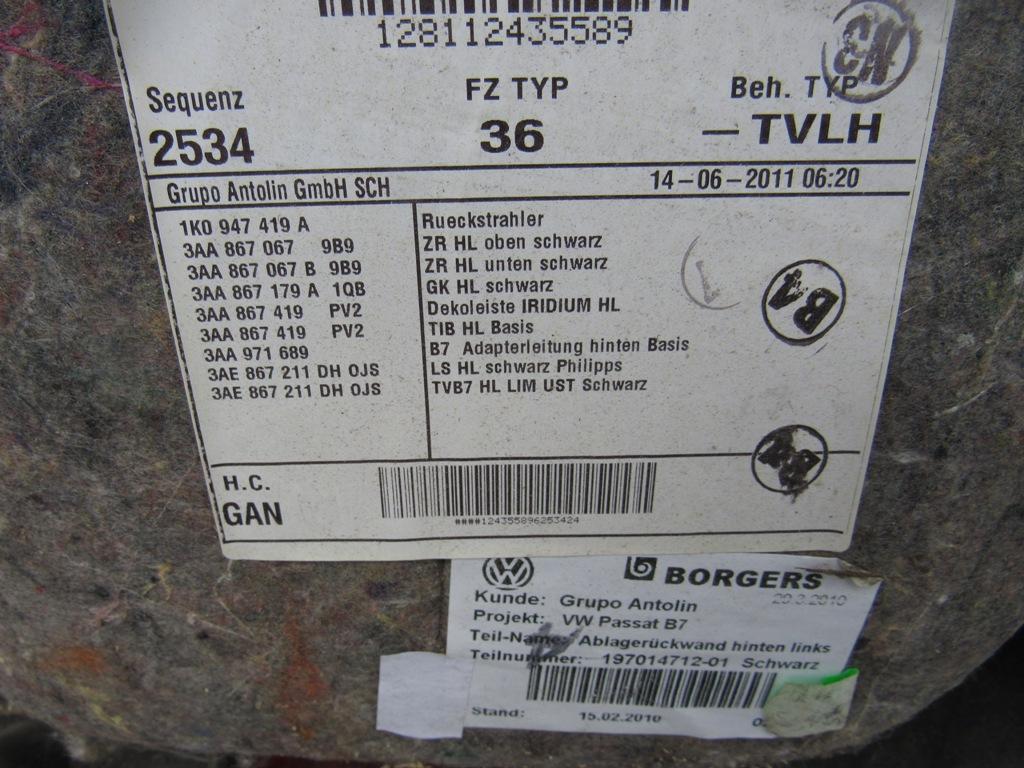 128112435589
Sequenz FZ TYP Beh. TYP
2534 36 — TVLH
Grupo Antolin GmbH SCH 14-06-2011 06:20
1K0 947 419 A Rueckstrahler
3AA 867 067 9B9 ZR HL oben schwarz
3AA 867 067 B 9B9 ZR HL unten schwarz
3AA 867 179 A 1QB GK HL schwarz
3AA 867 419 PV2 Dekoleiste IRIDIUM HL
3AA 867 419 PV2 TIB HL Basis
3AA 971 689 B7 Adapterleitung hinten Basis
3AE 867 211 DH OJS LS HL schwarz Philipps
3AE 867 211 DH OJS TVB7 HL LIM UST Schwarz
BA
H.C.
GAN
####124355896253424
BORGERS
Kunde: Grupo Antolin 29.3.2010
Projekt: VW Passat B7
Teil-Name: Ablagerückwand hinten links
Teilnummer: 197014712-01 Schwarz
Stand: 15.02.2010